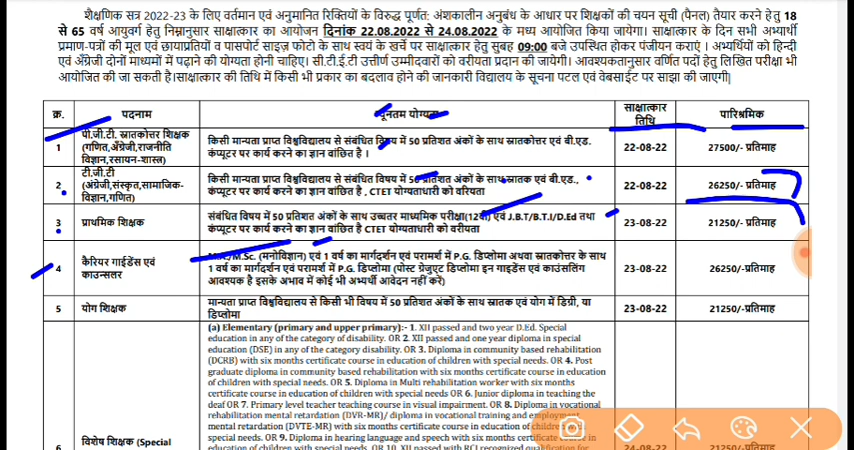 शैक्षणिक सत्र 2022-23 के लिए वर्तमान एवं अनुमानित रिक्तियों के विरुद्ध पूर्णत: अंशकालीन अनुबंध के आधार पर शिक्षकों की चयन सूची (पैनल) तैयार करने हेतु 18
से 65 वर्ष आयुवर्ग हेतु निम्नानुसार साक्षात्कार का आयोजन दिनांक 22.08.2022 से 24.08.2022 के मध्य आयोजित किया जायेगा। साक्षात्कार के दिन सभी अभ्यार्थी
प्रमाण-पत्रों की मूल एवं छायाप्रतियों व पासपोर्ट साइज़ फोटो के साथ स्वयं के खर्चे पर साक्षात्कार हेतु सुबह 09:00 बजे उपस्थित होकर पंजीयन कराएं । अभ्यर्थियों को हिन्दी
एवं अँग्रेजी दोनों माध्यमों में पढ़ाने की योग्यता होनी चाहिए। सी.टी.ई.टी उत्तीर्ण उम्मीदवारों को वरीयता प्रदान की जायेगी। आवश्यकतानुसार वर्णित पदों हेतु लिखित परीक्षा भी
आयोजित की जा सकती है।साक्षात्कार की तिथि में किसी भी प्रकार का बदलाव होने की जानकारी विद्यालय के सूचना पटल एवं वेबसाईट पर साझा की जाएगी|
क्र. पदनाम न्यूनतम योग्यता साक्षात्कार तिथि पारिश्रमिक
1 पी.जी.टी. स्नातकोत्तर शिक्षक (गणित,अँग्रेजी,राजनीति विज्ञान,रसायन-शास्त्र) किसी मान्यता प्राप्त विश्वविद्यालय से संबंधित विषय में 50 प्रतिशत अंकों के साथ स्नातकोत्तर एवं बी.एड. कंप्यूटर पर कार्य करने का ज्ञान वांछित है । 22-08-22 27500/- प्रतिमाह
2. टी.जी.टी (अंग्रेजी,संस्कृत,सामाजिक-विज्ञान,गणित) किसी मान्यता प्राप्त विश्वविद्यालय से संबंधित विषय में 50 प्रतिशत अंकों के साथ स्नातक एवं बी.एड., कंप्यूटर पर कार्य करने का ज्ञान वांछित है . CTET योग्यताधारी को वरियता 22-08-22 26250/- प्रतिमाह
3 प्राथमिक शिक्षक संबंधित विषय में 50 प्रतिशत अंकों के साथ उच्चतर माध्यमिक परीक्षा(12वी) एवं J.B.T/B.T.I/D.Ed तथा कंप्यूटर पर कार्य करने का ज्ञान वांछित है CTET योग्यताधारी को वरीयता 23-08-22 21250/- प्रतिमाह
4 कैरियर गाईडेंस एवं काउन्सलर M.Sc. (मनोविज्ञान) एवं 1 वर्ष का मार्गदर्शन एवं परामर्श में P.G. डिप्लोमा अथवा स्नातकोत्तर के साथ 1 वर्ष का मार्गदर्शन एवं परामर्श में P.G. डिप्लोमा (पोस्ट ग्रेजुएट डिप्लोमा इन गाइडेंस एवं काउंसलिंग आवश्यक है इसके अभाव में कोई भी अभ्यर्थी आवेदन नहीं करें) 23-08-22 26250/-प्रतिमाह
5 योग शिक्षक मान्यता प्राप्त विश्वविद्यालय से किसी भी विषय में 50 प्रतिशत अंकों के साथ स्नातक एवं योग में डिग्री, या डिप्लोमा 23-08-22 21250/-प्रतिमाह
(a) Elementary (primary and upper primary):- 1. XII passed and two year D.Ed. Special
education in any of the category of disability. OR 2. XII passed and one year diploma in special
education (DSE) in any of the category disability. OR 3. Diploma in community based rehabilitation
(DCRB) with six months certificate course in education of children with special needs. OR 4. Post
graduate diploma in community based rehabilitation with six months certificate course in education
of children with special needs. OR 5. Diploma in Multi rehabilitation worker with six months
certificate course in education of children with special needs OR 6. Junior diploma in teaching the
deaf OR 7. Primary level teacher teaching course in visual impairment. OR 8. Diploma in vocational
rehabilitation mental retardation (DVR-MR)/ diploma in vocational training and employment
mental retardation (DVTE-MR) with six months certificate course in education of children with
special needs. OR 9. Diploma in hearing language and speech with six months certificate course in
6 विशेष शिक्षक (Special education of children with special needs. OR 10. XII passed with RCI recognized qualification for 24-08-22 21250/-प्रतिमाह